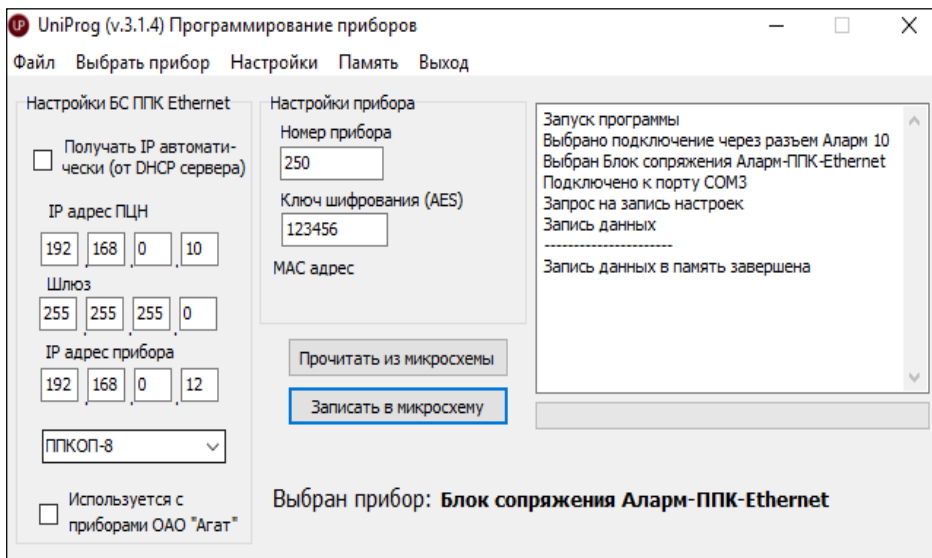 UniProg (v.3.1.4) Программирование приборов
Файл Выбрать прибор Настройки Память Выход
Настройки БС ППК Ethernet
Получать IP автомати-
чески (от DHCP сервера)
IP адрес ПЦН
192 . 168 . 0 . 10
Шлюз
255 . 255 . 255 . 0
IP адрес прибора
192 . 168 . 0 . 12
ППКОП-8
Используется с
приборами ОАО "Агат"
Настройки прибора
Номер прибора
250
Ключ шифрования (AES)
123456
MAC адрес
Прочитать из микросхемы
Записать в микросхему
Запуск программы
Выбрано подключение через разъем Аларм 10
Выбран Блок сопряжения Аларм-ППК-Ethernet
Подключено к порту COM3
Запрос на запись настроек
Запись данных
----------------------
Запись данных в память завершена
Выбран прибор: Блок сопряжения Аларм-ППК-Ethernet